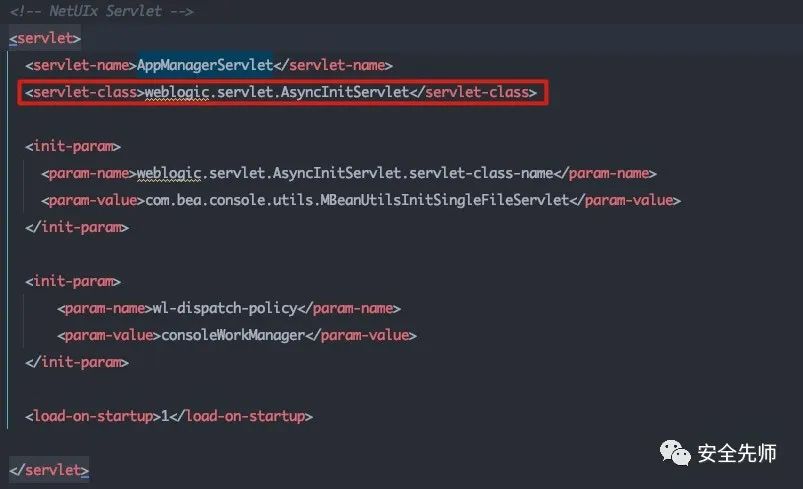 <!-- NetUIx Servlet -->
<servlet>
<servlet-name>AppManagerServlet</servlet-name>
<servlet-class>weblogic.servlet.AsyncInitServlet</servlet-class>
<init-param>
<param-name>weblogic.servlet.AsyncInitServlet.servlet-class-name</param-name>
<param-value>com.bea.console.utils.MBeanUtilsInitSingleFileServlet</param-value>
</init-param>
<init-param>
<param-name>wl-dispatch-policy</param-name>
<param-value>consoleWorkManager</param-value>
</init-param>
<load-on-startup>1</load-on-startup>
</servlet>
安全先师